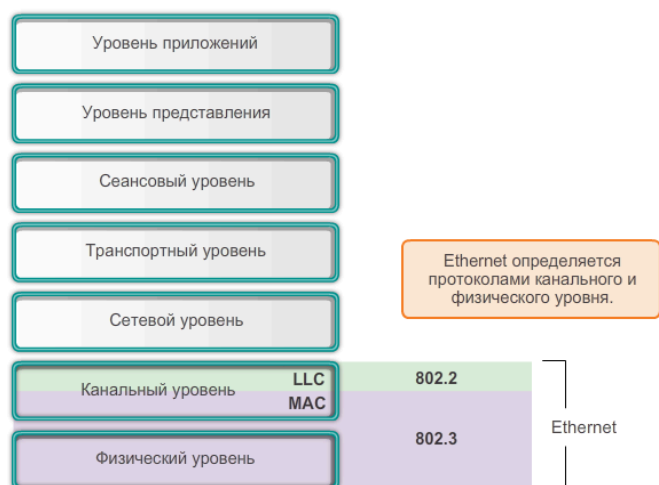 Уровень приложений
Уровень представления
Сеансовый уровень
Транспортный уровень
Ethernet определяется
протоколами канального и
физического уровня.
Сетевой уровень
Канальный уровень
LLC
802.2
MAC
802.3
Ethernet
Физический уровень